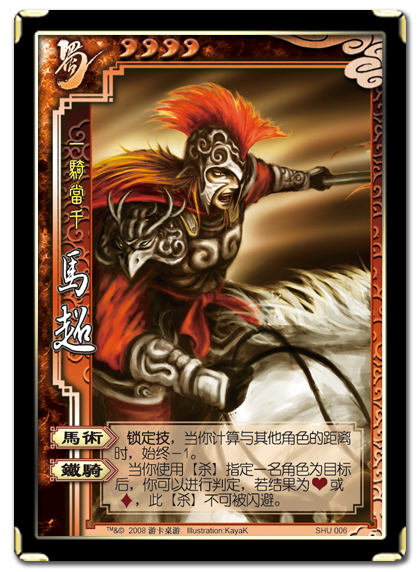 蜀
一騎當千
馬超
馬術 锁定技，当你计算与其他角色的距离
时，始终-1。
鐵騎 当你使用【杀】指定一名角色为目标
后，你可以进行判定，若结果为♥或
♦，此【杀】不可被闪避。
™&© 2008 游卡桌游. Illustration:KayaK SHU 006